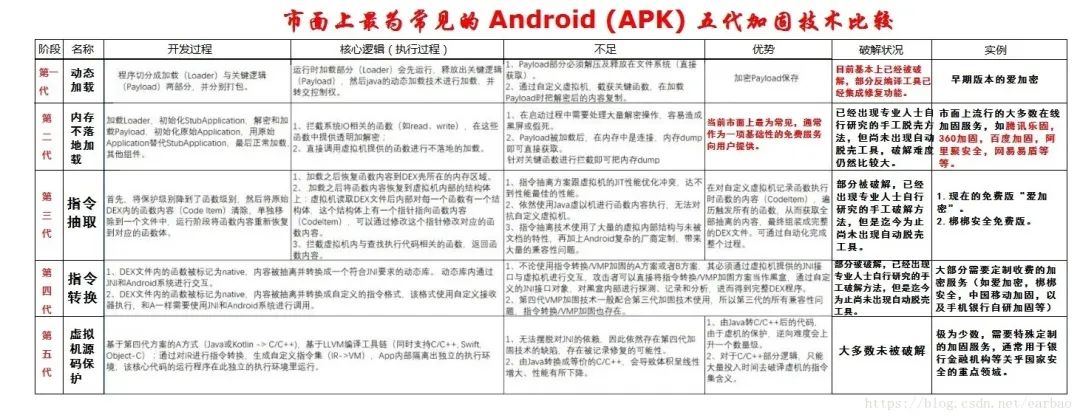 市面上最为常见的 Android (APK) 五代加固技术比较
阶段 名称 开发过程 核心逻辑（执行过程） 不足 优势 破解状况 实例
第一代
动态加载
程序切分成加载（Loader）与关键逻辑
（Payload）两部分，并分别打包。
运行时加载部分（Loader）会先运行，释放出关键逻辑
（Payload），然后java的动态加载技术进行加载，并
转交控制权。
1、Payload部分必须解压及释放在文件系统（直接
获取）。
2、通过自定义虚拟机，截获关键函数，在加载
Payload时把解密后的内容复制。
加密Payload保存
目前基本上已经被破
解，部分反编译工具已
经集成修复功能。
早期版本的爱加密
第二代
内存不落地加载
加载Loader，初始化StubApplication，解密和加
载Payload，初始化原始Application，用原始
Application替代StubApplication，最后正常加载
其他组件。
1、拦截系统IO相关的函数（如read、write），在这
些函数中提供透明加解密；
2、直接调用虚拟机提供的函数进行不落地的加载。
1、在启动过程中需要处理大量解密操作，容易造成
黑屏或假死。
2、Payload被加载后，在内存中是连接，内存dump
即可直接获取。
针对关键函数进行拦截即可把内存dump
当前市面上最为常见，通常
作为一项基础性的免费服务
向用户提供。
已经出现专业人士自
行研究的手工脱壳方
法，但尚未出现自动
脱壳工具，破解难度
仍然比较大。
市面上流行的大多数在线
加固服务，如腾讯乐固，
360加固，百度加固，阿
里聚安全，网易易盾等
等。
第三代
指令抽取
首先，将保护级别降到了函数级别，然后将原始
DEX内的函数内容（Code Item）清除，单独移
除到一个文件中，运行阶段将函数内容重新恢复
到对应的函数体。
1、加载之后恢复函数内容到DEX壳所在的内存区域。
2、加载之后将函数内容恢复到虚拟机内部的结构体
上：虚拟机读取DEX文件后内部对每一个函数有一个结
构体，这个结构体上有一个指针指向函数内容
（CodeItem），可以通过修改这个指针修改对应的函
数内容。
3、拦截虚拟机内与查找执行代码相关的函数，返回函
数内容。
1、指令抽离方案跟虚拟机的JIT性能优化冲突，达不
到性能最佳的性能。
2、依然使用Java虚以机进行函数内容执行，无法对
抗自定义虚拟机。
3、指令抽离技术使用了大量的虚拟内部结构与未被
文档的特性，再加上Android复杂的厂商定制，带来
大量的兼容性问题。
在对自定义虚拟机记录函数执行
时函数的内容（CodeItem），遍
历触发所有的函数，从而获取全
部抽离的内容，最终组装成完整
的DEX文件。可通过自动化完成
整个过程。
部分被破解，已经
出现专业人士自行
研究的手工破解方
法，但是迄今为止
尚未出现自动脱壳
工具。
1. 现在的免费版“爱加
密”。
2. 梆梆安全免费版。
第四代
指令转换
1、DEX文件内的函数被标记为native，内容被抽离并转换成一个符合JNI要求的动态库。 动态库内通过
JNI和Android系统进行交互。
2、DEX文件内的函数被标记为native，内容被抽离并转换成自定义的指令格式，该格式使用自定义接收
器执行，和A一样需要使用JNI和Android系统进行调用。
1、不论使用指令转换/VMP加固的A方案或者B方案，其必须通过虚拟机提供的JNI接
口与虚拟机进行交互，攻击者可以直接将指令转换/VMP加固方案当作黑盒，通过自定
义的JNI接口对象，对黑盒内部进行探测、记录和分析，进而得到完整DEX程序。
2、第四代VMP加固技术一般配合第三代加固技术使用，所以第三代的所有兼容性问
题，指令转换/VMP加固也存在。
部分被破解，已经出现
专业人士自行研究的手
工破解方法，但是迄今
为止尚未出现自动脱壳
工具。
大部分需要定制收费的加
密服务（如爱加密，梆梆
安全，中国移动加固，以
及手机银行自研加固等）
第五代
虚拟机源码保护
基于第四代方案的A方式（Java或Kotlin -> C/C++），基于LLVM编译工具链（同时支持C/C++, Swift,
Object-C），通过对IR进行指令转换，生成自定义指令集（IR->VM），App内部隔离出独立的执行环
境，该核心代码的运行程序在此独立的执行环境里运行。
1、无法摆脱对JNI的依赖，因此依然存在第四代加
固技术的缺陷，存在被记录修复的可能性。
2、由Java转换成等价的C/C++，会导致体积呈线性
增大、性能有所下降。
1、由Java转C/C++后的代码，
由于虚机的保护，逆向难度会上
升一个数量级。
2、对于C/C++部分逻辑，只能
大量投入时间去破译虚机的指令
集含义。
大多数未被破解
极为少数，需要特殊定制
的加固服务，通常用于银
行金融机构等关乎国家安
全的重点领域。
https://blog.csdn.net/earbao